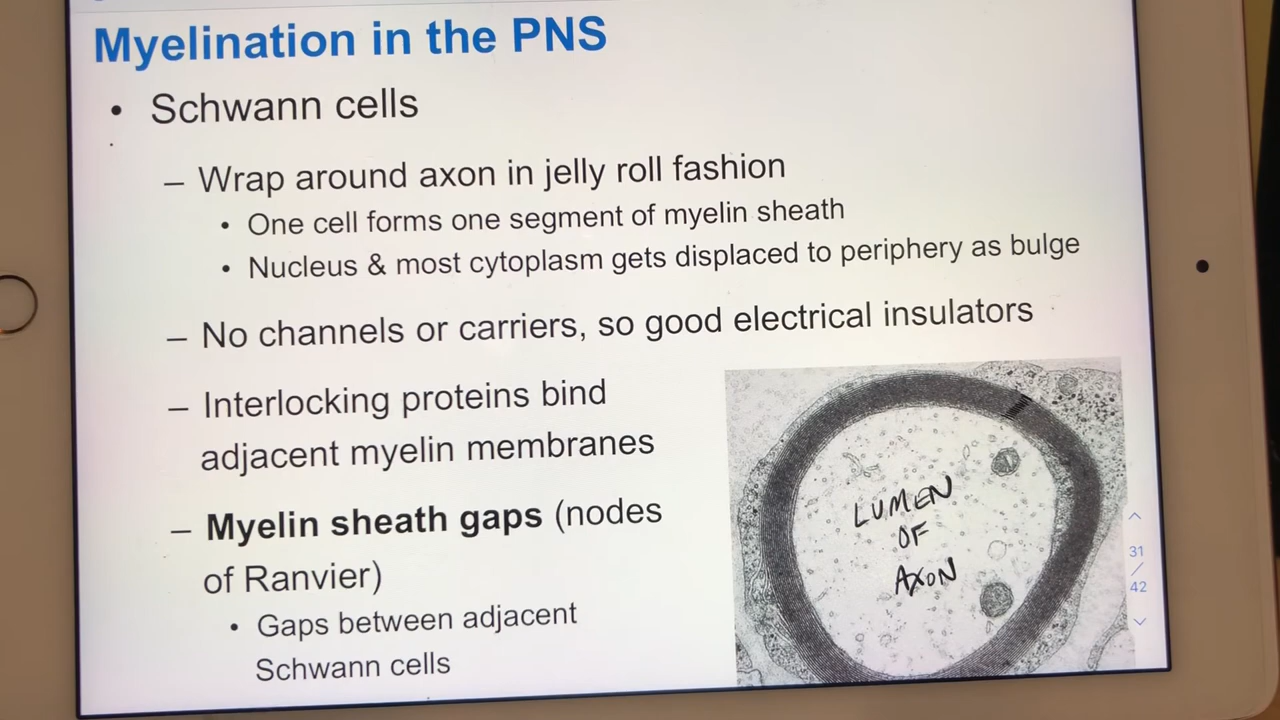 Myelination in the PNS
• Schwann cells
– Wrap around axon in jelly roll fashion
• One cell forms one segment of myelin sheath
• Nucleus & most cytoplasm gets displaced to periphery as bulge
– No channels or carriers, so good electrical insulators
– Interlocking proteins bind
adjacent myelin membranes
– Myelin sheath gaps (nodes
of Ranvier)
• Gaps between adjacent
Schwann cells
LUMEN
OF
AXON
31
/
42